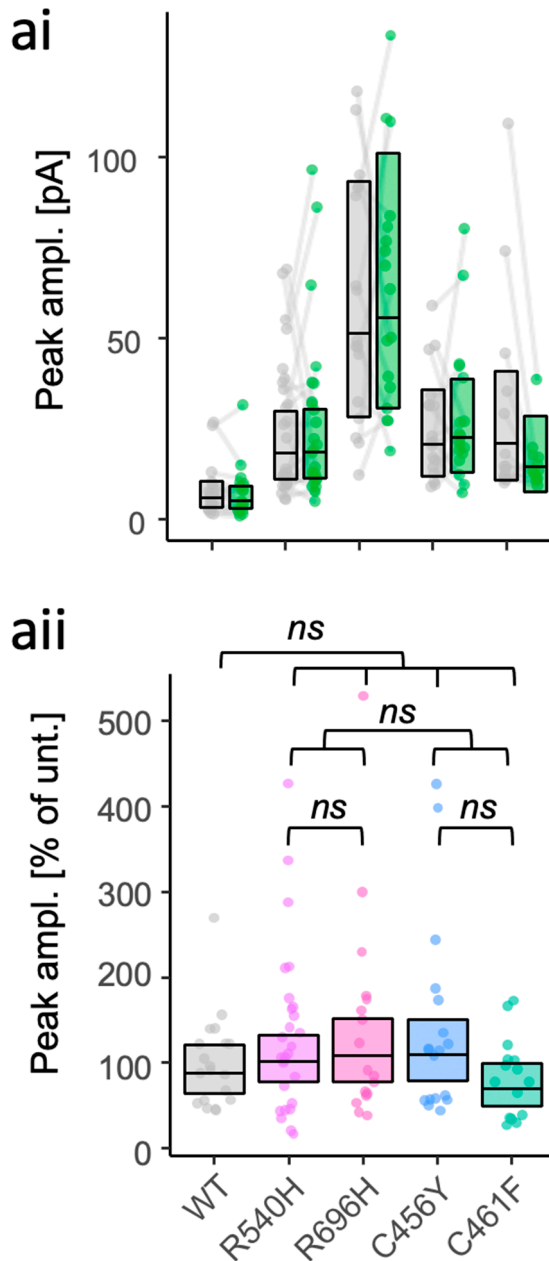 ai
Peak ampl. [pA]
100
50
0
aii
ns
ns
ns
ns
Peak ampl. [% of unt.]
500
400
300
200
100
0
WT
R540H
R696H
C456Y
C461F